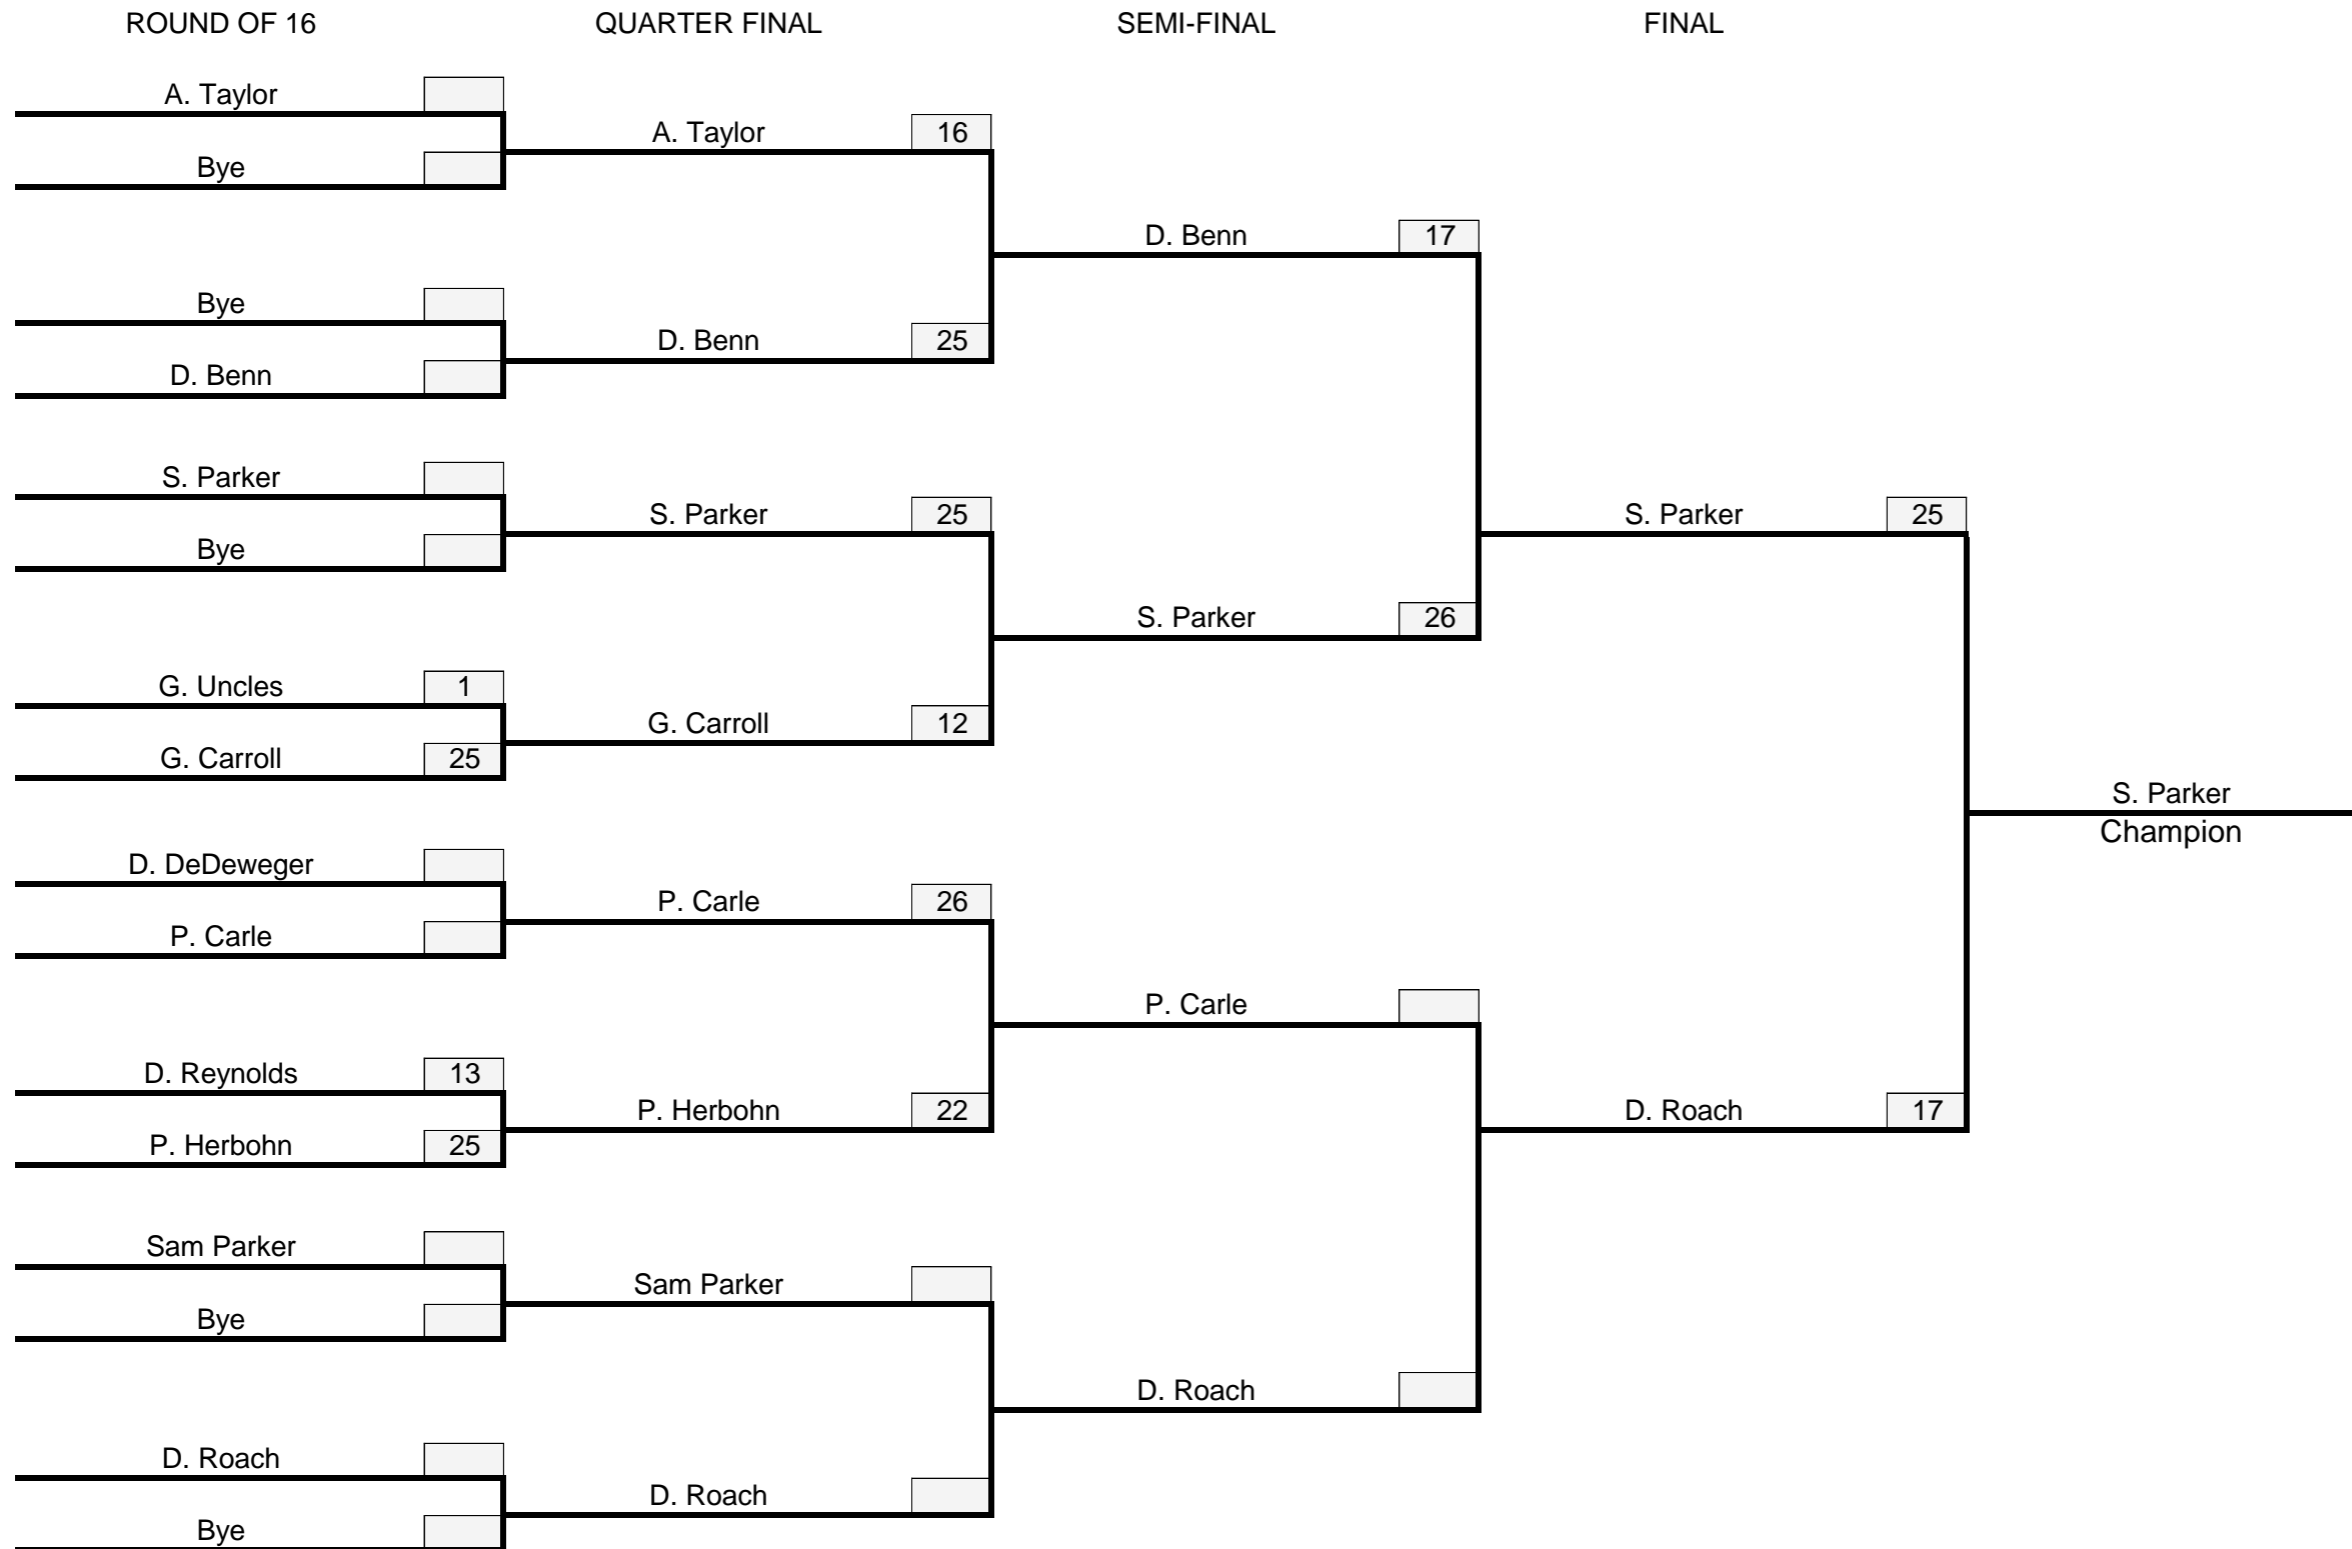 ROUND OF 16 QUARTER FINAL SEMI-FINAL FINAL
A. Taylor
A. Taylor 16
Bye
D. Benn 17
Bye
D. Benn 25
D. Benn
S. Parker
S. Parker 25
S. Parker 25
Bye
S. Parker 26
G. Uncles 1
G. Carroll 12
G. Carroll 25
S. Parker
Champion
D. DeDeweger
P. Carle 26
P. Carle
P. Carle
D. Reynolds 13
P. Herbohn 22
D. Roach 17
P. Herbohn 25
Sam Parker
Sam Parker
Bye
D. Roach
D. Roach
D. Roach
Bye